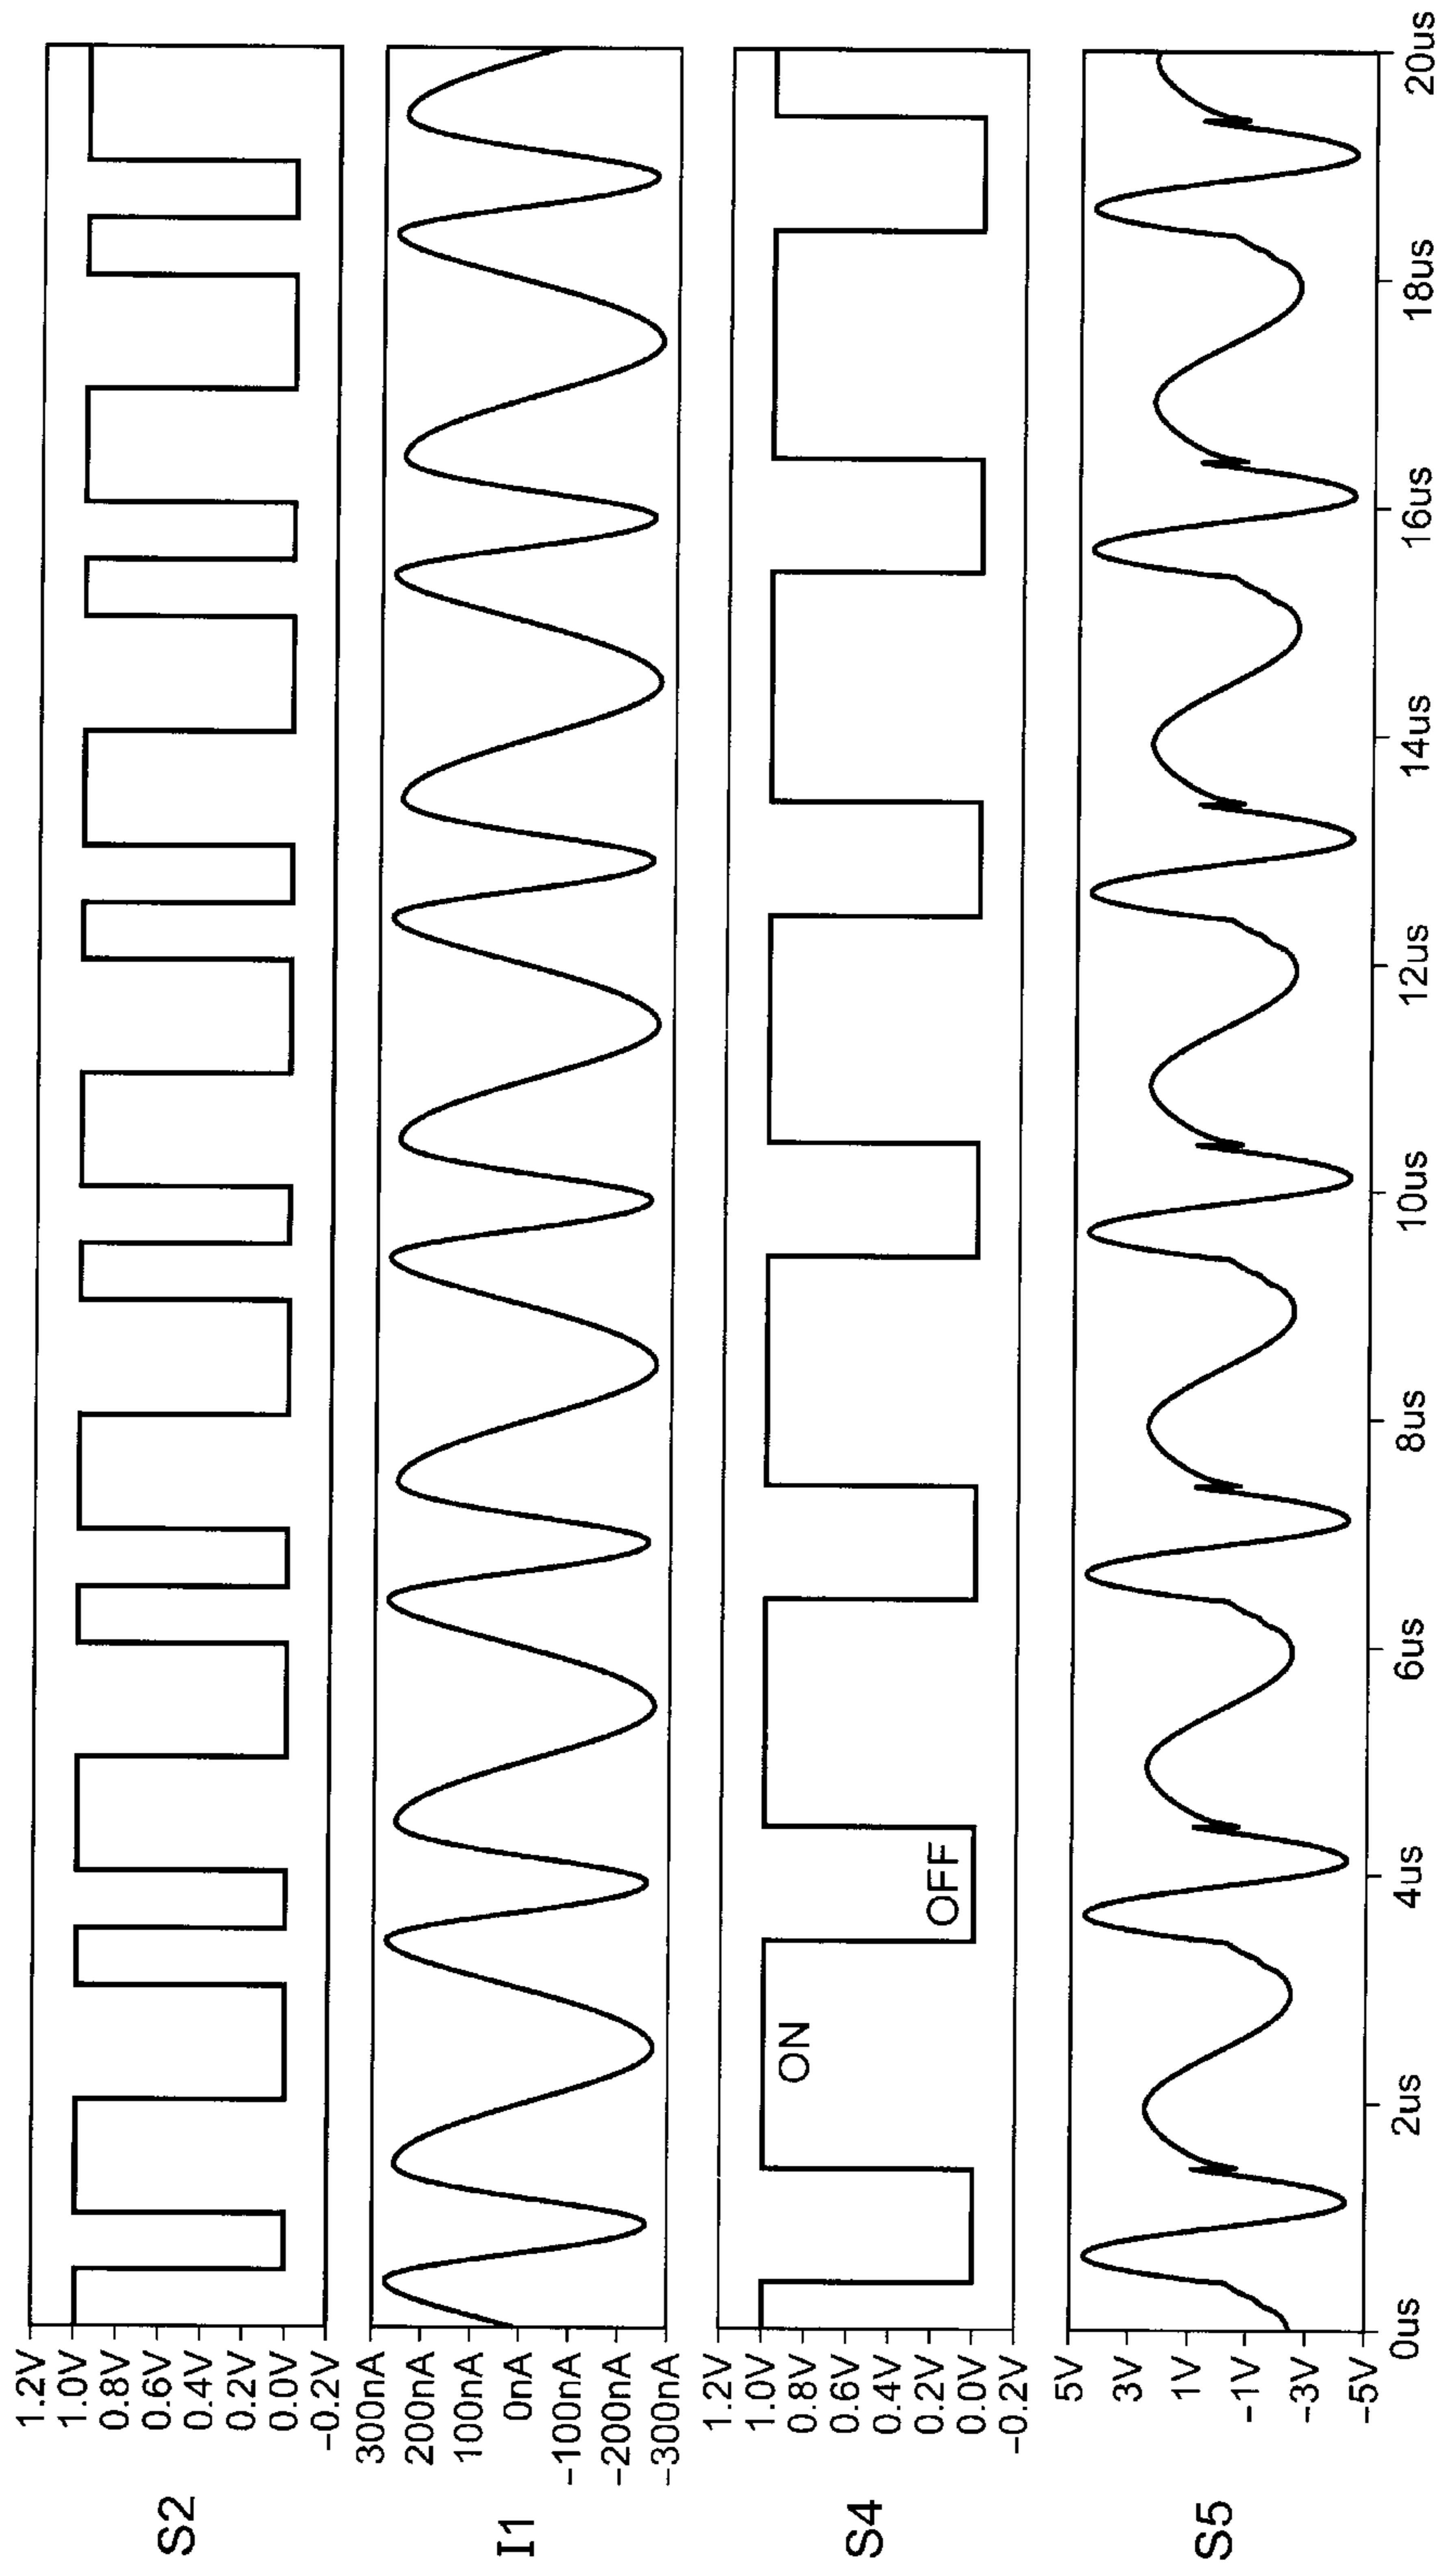 S2
1.2V
1.0V
0.8V
0.6V
0.4V
0.2V
0.0V
-0.2V
I1
300nA
200nA
100nA
0nA
-100nA
-200nA
-300nA
S4
1.2V
1.0V
0.8V
0.6V
0.4V
0.2V
0.0V
-0.2V
ON
OFF
S5
5V
3V
1V
-1V
-3V
-5V
0us 2us 4us 6us 8us 10us 12us 14us 16us 18us 20us